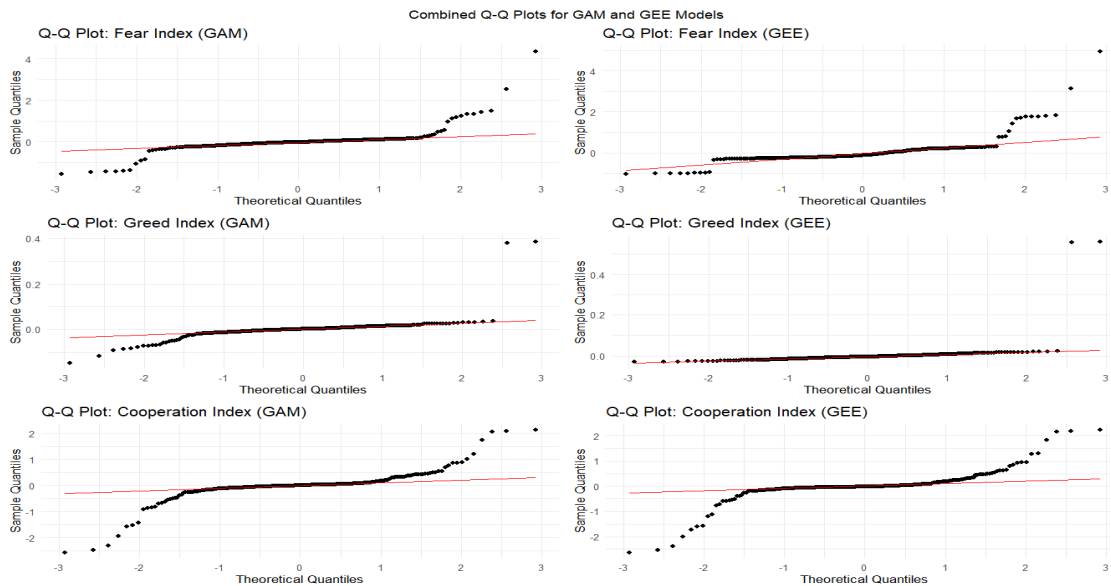 Combined Q-Q Plots for GAM and GEE Models
Q-Q Plot: Fear Index (GAM)
Sample Quantiles
4
2
0
-3 -2 -1 0 1 2 3
Theoretical Quantiles
Q-Q Plot: Fear Index (GEE)
Sample Quantiles
4
2
0
-3 -2 -1 0 1 2 3
Theoretical Quantiles
Q-Q Plot: Greed Index (GAM)
Sample Quantiles
0.4
0.2
0.0
-3 -2 -1 0 1 2 3
Theoretical Quantiles
Q-Q Plot: Greed Index (GEE)
Sample Quantiles
0.4
0.2
0.0
-3 -2 -1 0 1 2 3
Theoretical Quantiles
Q-Q Plot: Cooperation Index (GAM)
Sample Quantiles
2
1
0
-1
-2
-3 -2 -1 0 1 2 3
Theoretical Quantiles
Q-Q Plot: Cooperation Index (GEE)
Sample Quantiles
2
1
0
-1
-2
-3 -2 -1 0 1 2 3
Theoretical Quantiles